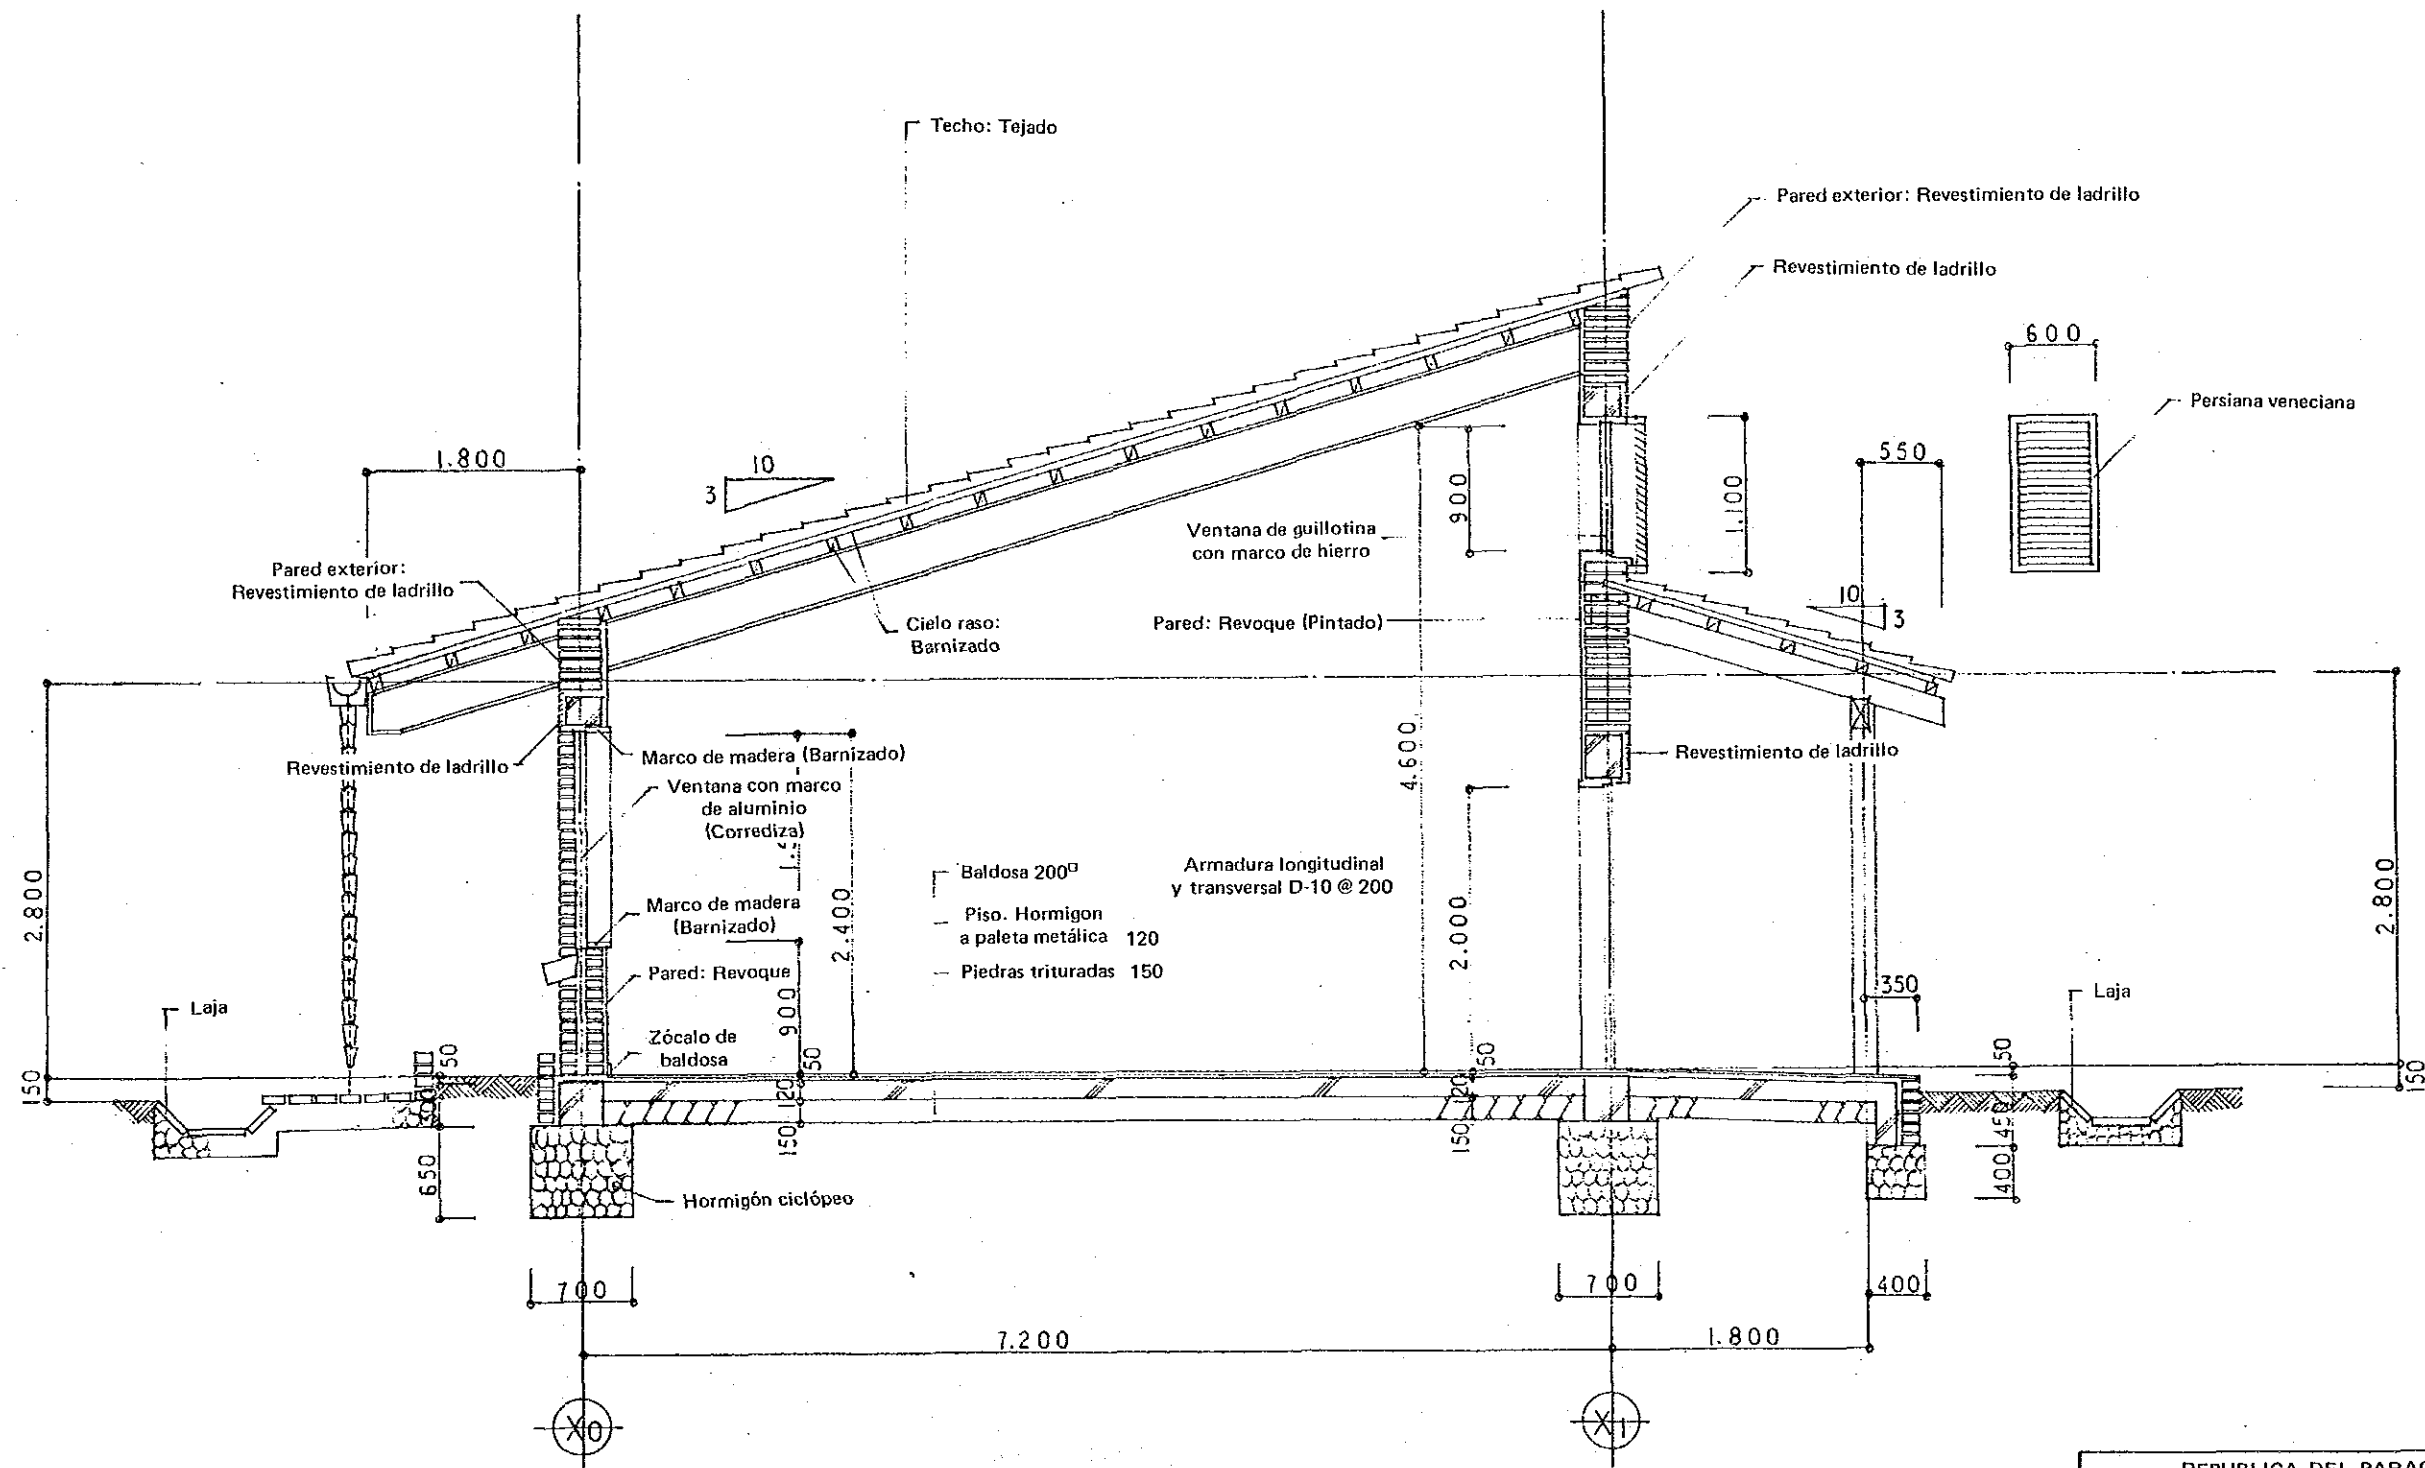 Techo: Tejado
Pared exterior: Revestimiento de ladrillo
Revestimiento de ladrillo
600
Persiana veneciana
1.800
10
3
550
900
1.100
Ventana de guillotina
con marco de hierro
Pared exterior:
Revestimiento de ladrillo
10
3
Cielo raso:
Barnizado
Pared: Revoque (Pintado)
Revestimiento de ladrillo
Marco de madera (Barnizado)
Ventana con marco
de aluminio
(Corrediza)
4.600
Revestimiento de ladrillo
2.800
2.400
Baldosa 200□
Armadura longitudinal
y transversal D-10 @ 200
Piso. Hormigon
a paleta metálica 120
Piedras trituradas 150
2.000
2.800
Marco de madera
(Barnizado)
Pared: Revoque
900
350
Laja
Laja
Zócalo de
baldosa
50
50
50
50
150
150
120
120
150
150
450
400
650
Hormigón ciclópeo
700
700
400
7.200
1.800
X0
X1